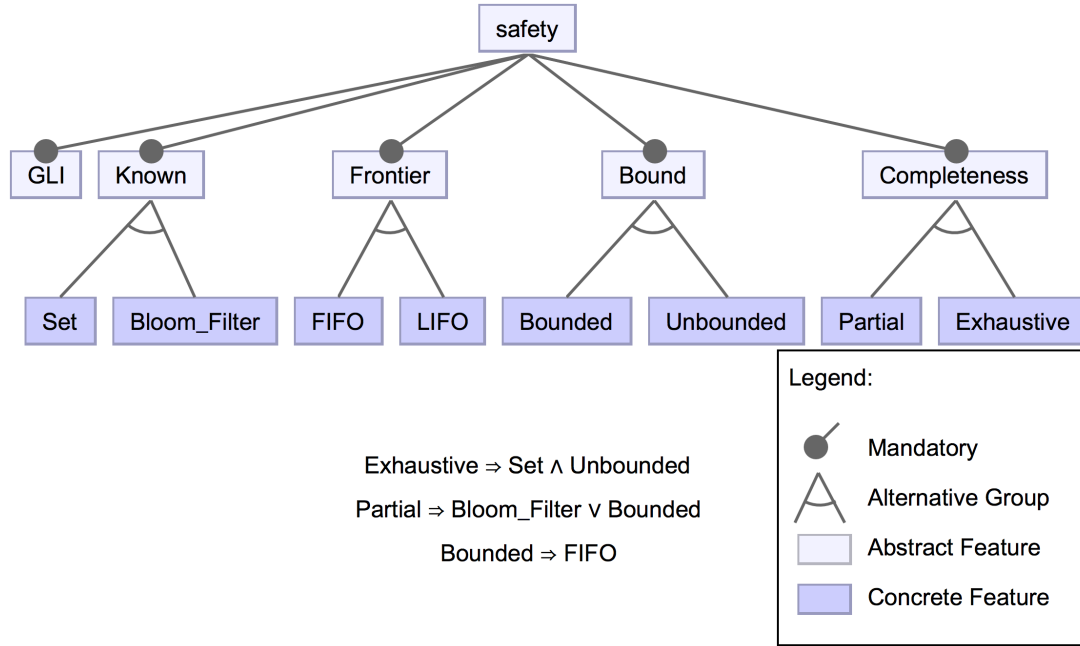 safety
GLI Known Frontier Bound Completeness
Set Bloom_Filter FIFO LIFO Bounded Unbounded Partial Exhaustive
Legend:
Mandatory
Alternative Group
Abstract Feature
Concrete Feature
Exhaustive ⇒ Set ∧ Unbounded
Partial ⇒ Bloom_Filter ∨ Bounded
Bounded ⇒ FIFO